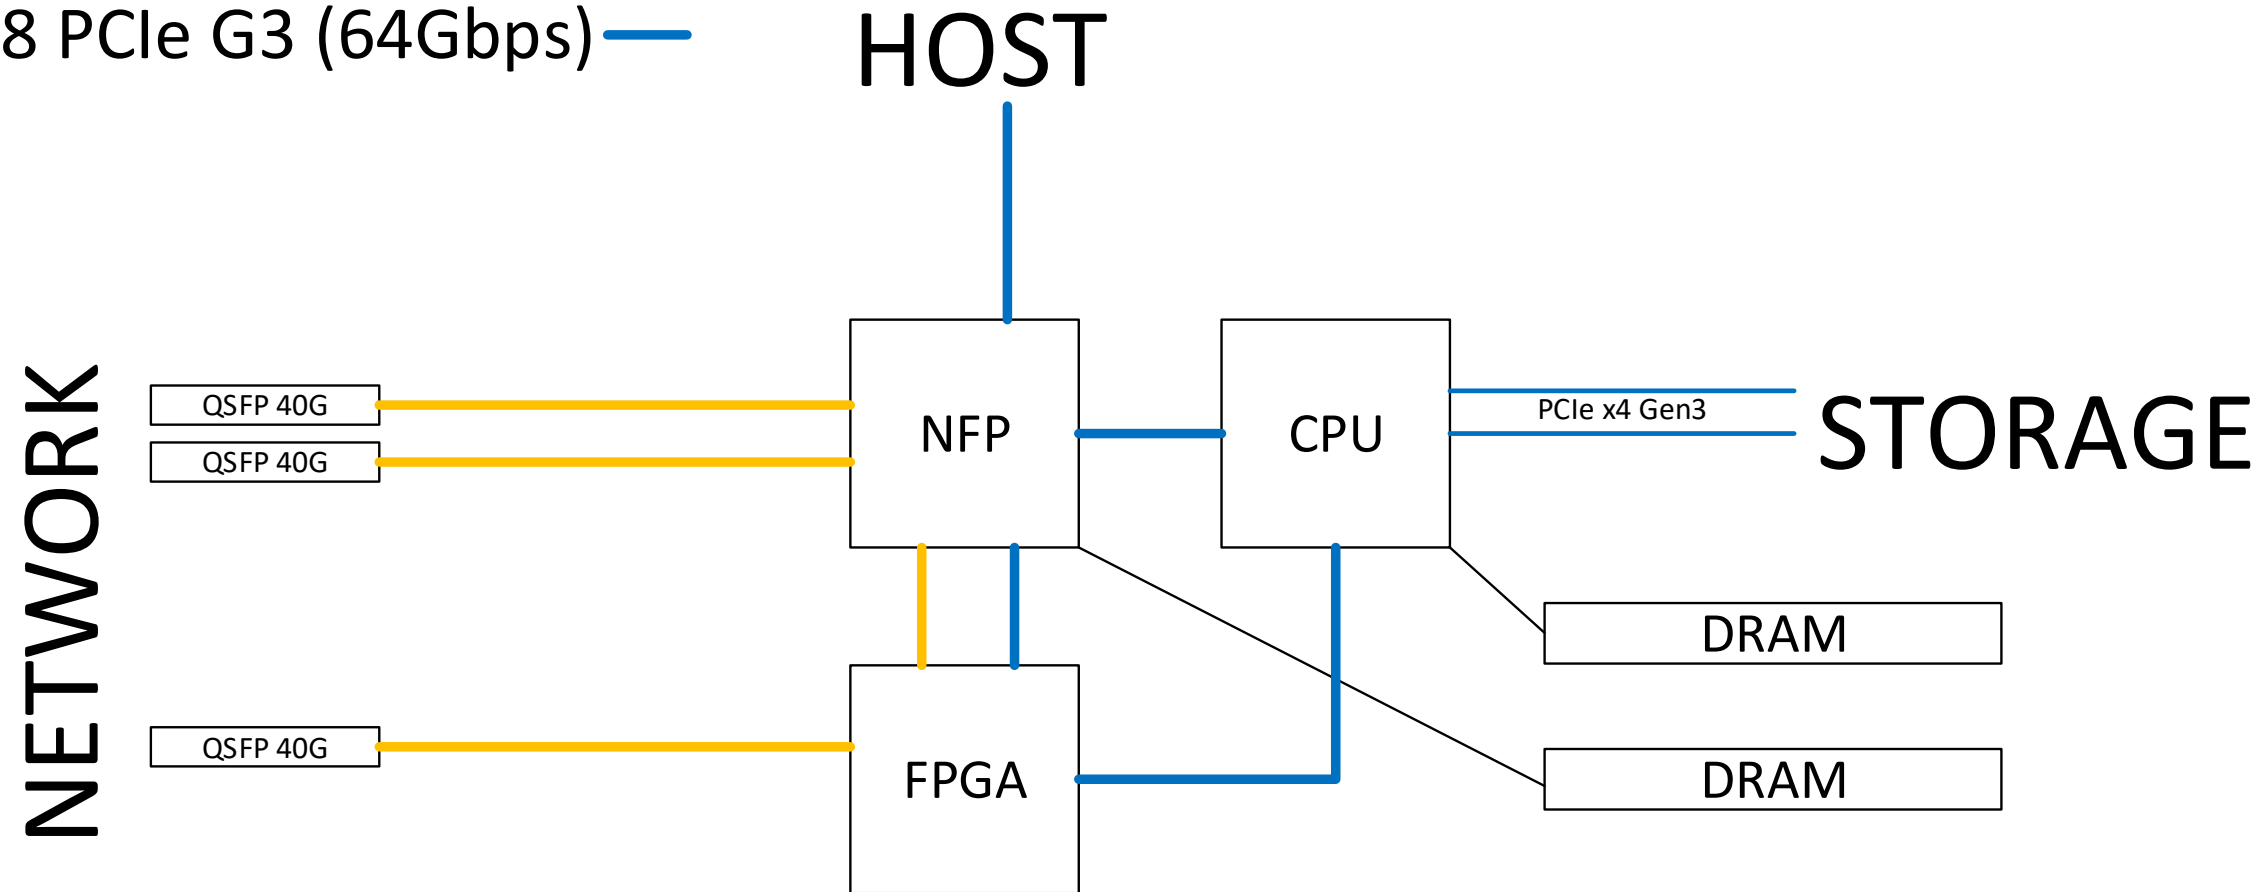 8 PCIe G3 (64Gbps)
HOST
NETWORK
QSFP 40G
QSFP 40G
NFP
CPU
PCIe x4 Gen3
STORAGE
DRAM
QSFP 40G
FPGA
DRAM